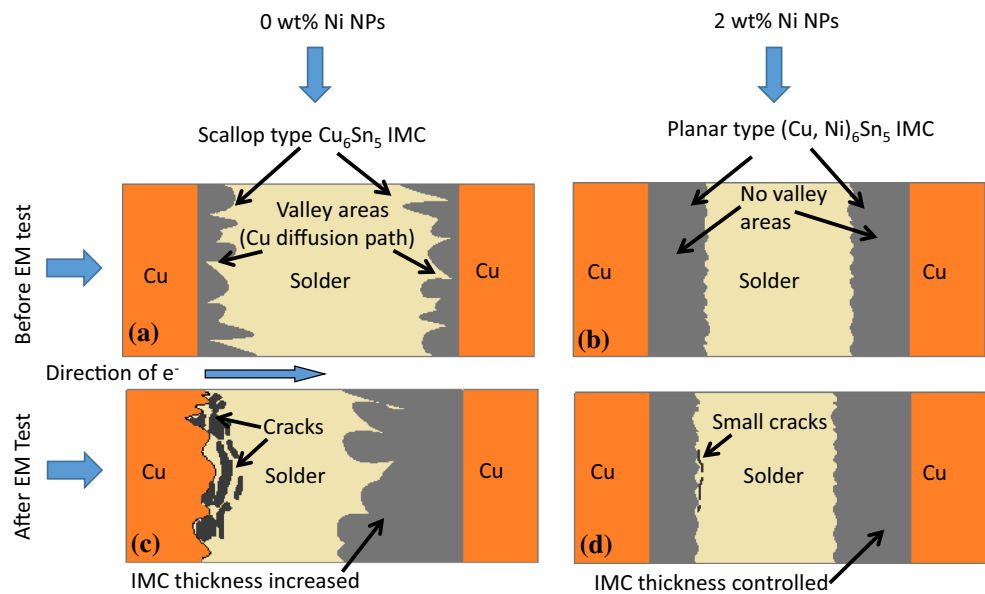 0 wt% Ni NPs
2 wt% Ni NPs
Scallop type Cu₆Sn₅ IMC
Planar type (Cu, Ni)₆Sn₅ IMC
Before EM test
Cu
Valley areas
(Cu diffusion path)
Solder
Cu
(a)
Cu
No valley
areas
Solder
Cu
(b)
Direction of e⁻
After EM Test
Cu
Cracks
Solder
Cu
(c)
IMC thickness increased
Cu
Small cracks
Solder
Cu
(d)
IMC thickness controlled